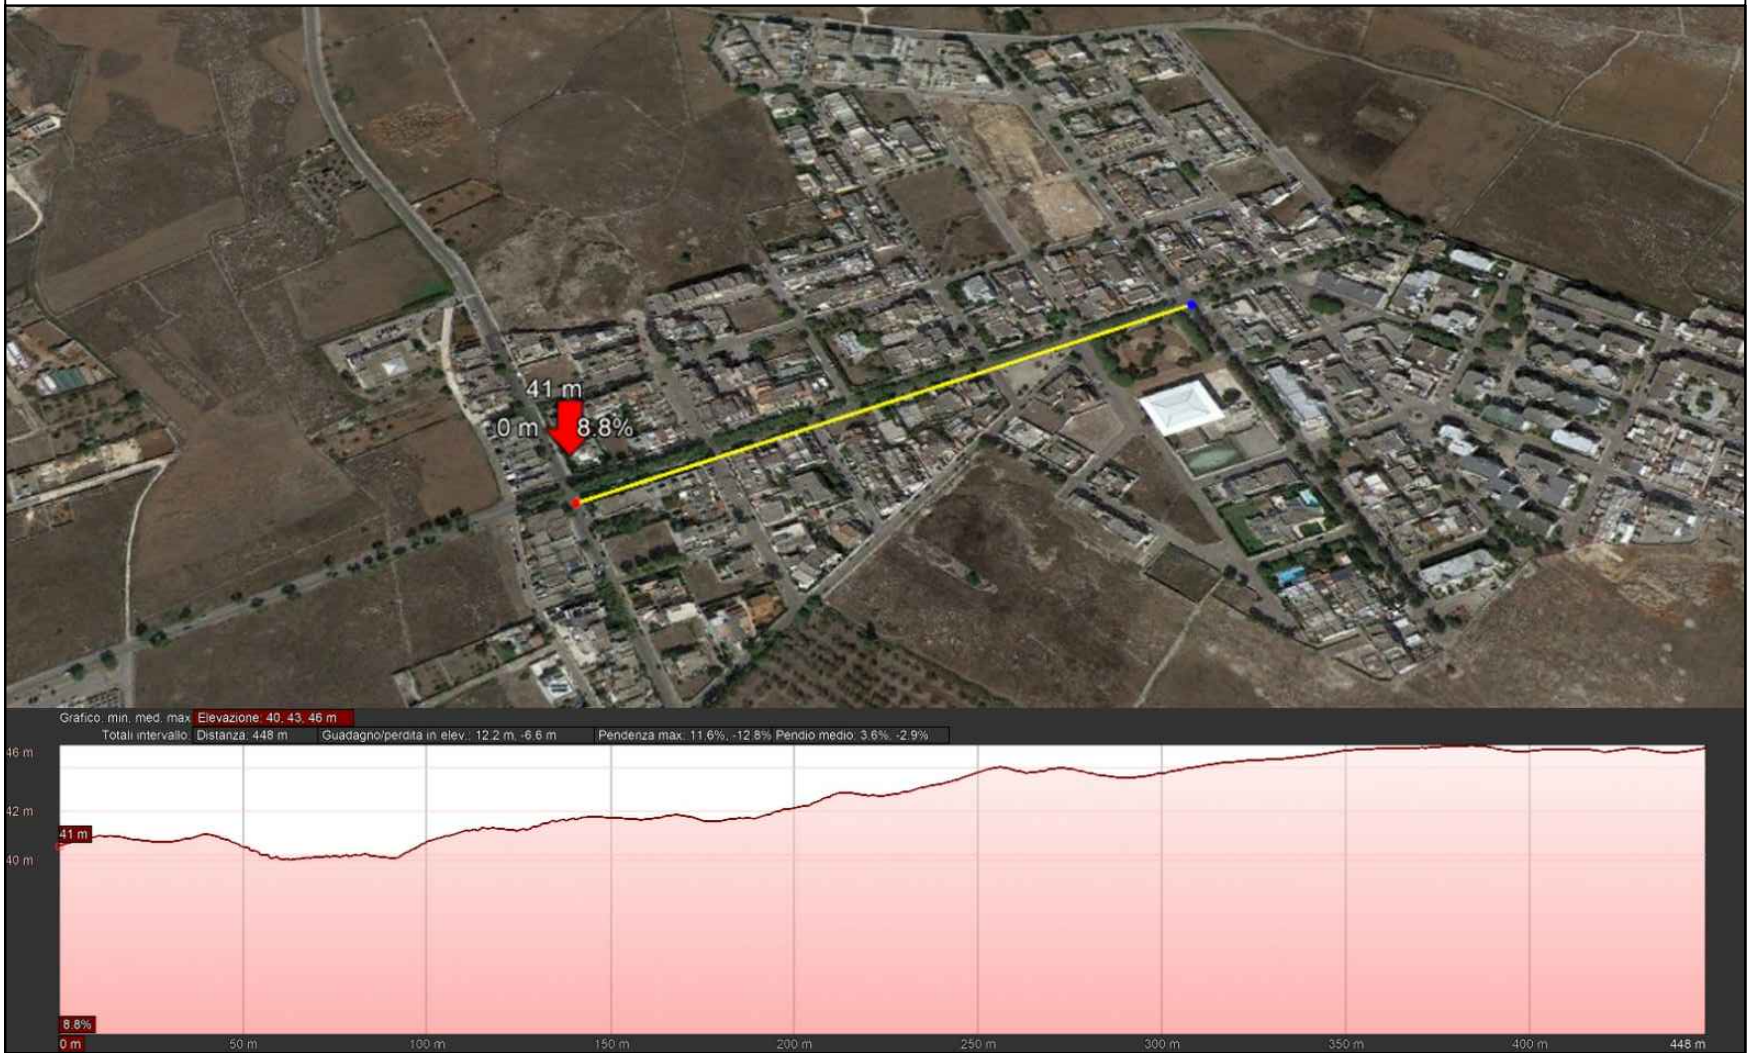 41 m
0 m 8.8%
Grafico: min, med, max Elevazione: 40, 43, 46 m
Totali intervallo: Distanza: 448 m Guadagno/perdita in elev.: 12.2 m, -6.6 m Pendenza max: 11.6%, -12.8% Pendio medio: 3.6%, -2.9%
46 m
42 m
41 m
40 m
8.8%
0 m 50 m 100 m 150 m 200 m 250 m 300 m 350 m 400 m 448 m